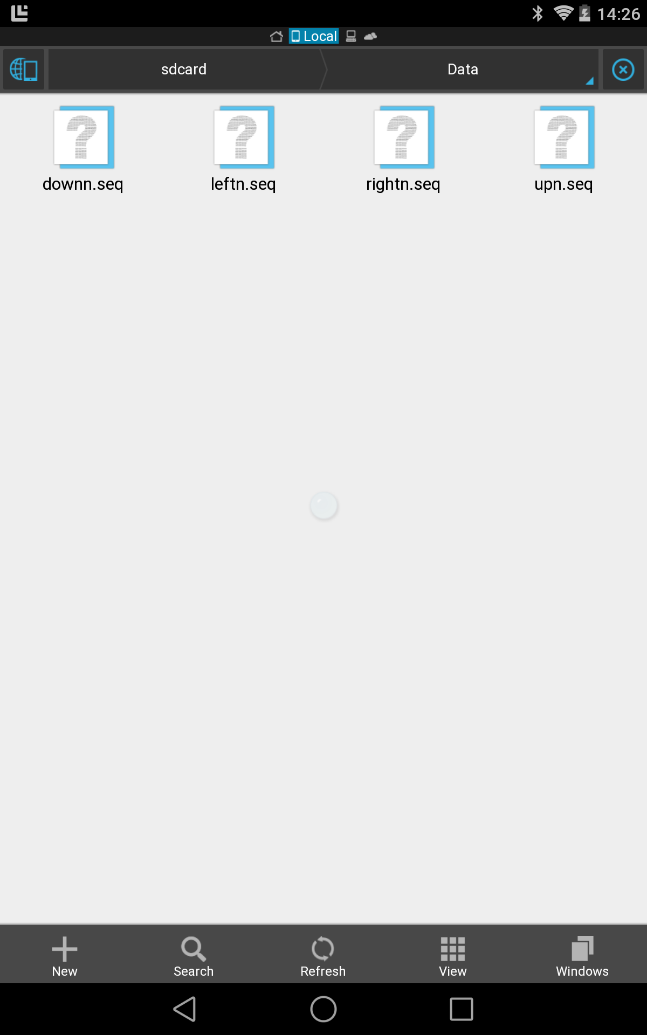 14:26
Local
sdcard Data
downn.seq leftn.seq rightn.seq upn.seq
New Search Refresh View Windows